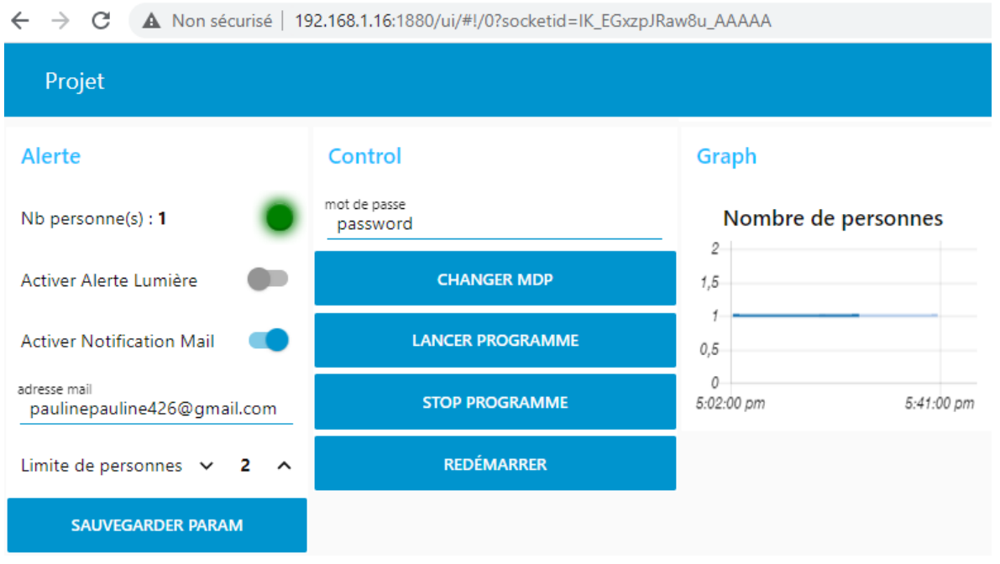 Non sécurisé | 192.168.1.16:1880/ui/#!/0?socketid=IK_EGxzpJRaw8u_AAAAA
Projet
Alerte
Nb personne(s) : 1
Activer Alerte Lumière
Activer Notification Mail
adresse mail
paulinepauline426@gmail.com
Limite de personnes 2
SAUVEGARDER PARAM
Control
mot de passe
password
CHANGER MDP
LANCER PROGRAMME
STOP PROGRAMME
REDÉMARRER
Graph
Nombre de personnes
2
1,5
1
0,5
0
5:02:00 pm 5:41:00 pm